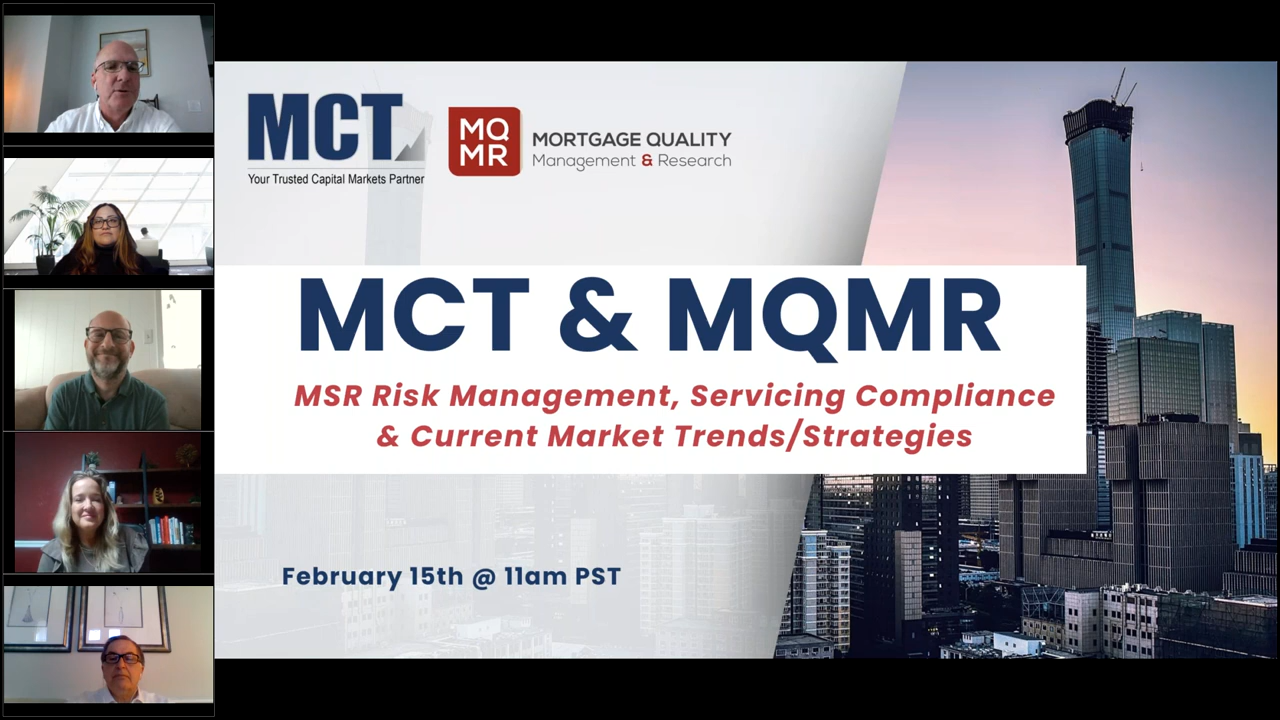 MCT
Your Trusted Capital Markets Partner
MQ
MR
MORTGAGE QUALITY
Management & Research
MCT & MQMR
MSR Risk Management, Servicing Compliance
& Current Market Trends/Strategies
February 15th @ 11am PST